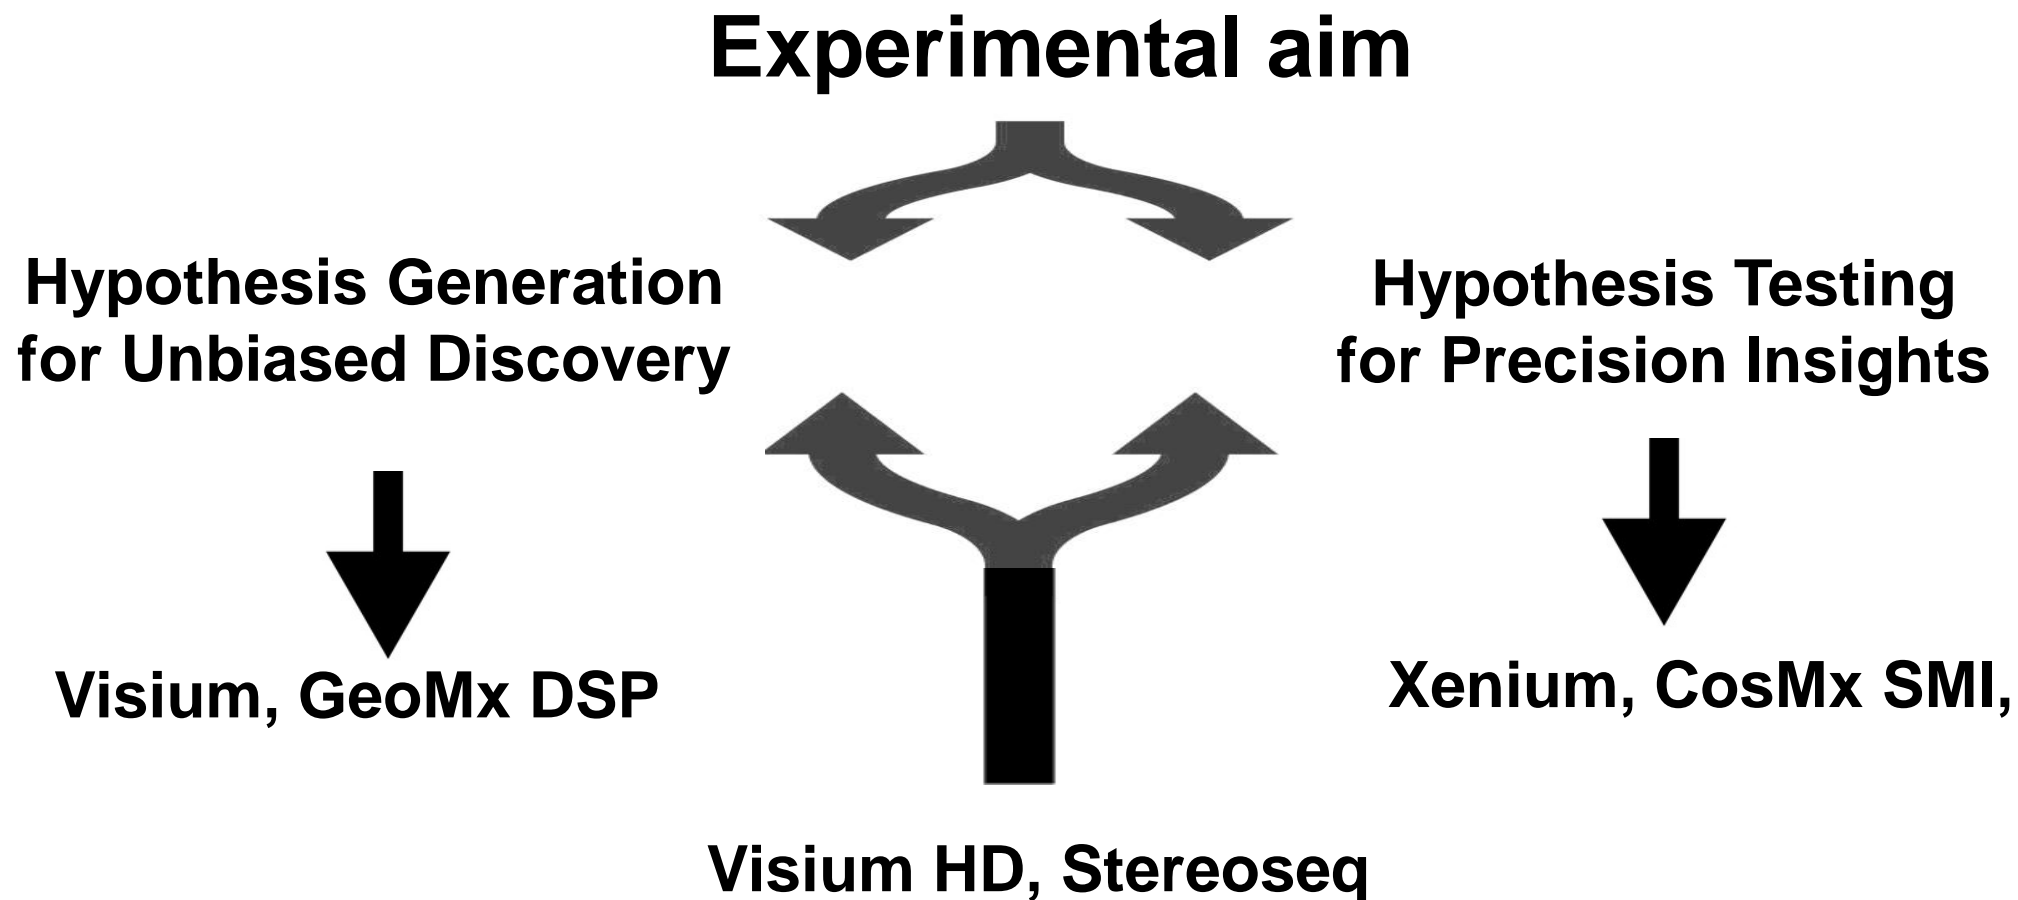 Experimental aim
Hypothesis Generation
for Unbiased Discovery
Hypothesis Testing
for Precision Insights
Visium, GeoMx DSP
Xenium, CosMx SMI,
Visium HD, Stereoseq